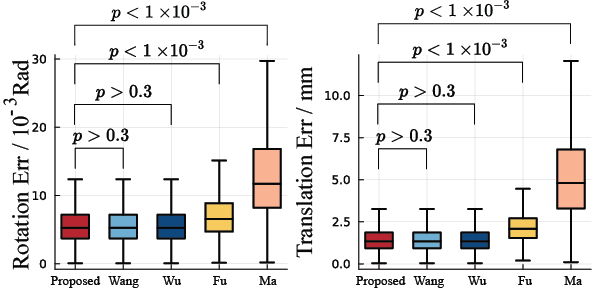 p < 1 ×10⁻³
p < 1 ×10⁻³
p > 0.3
p > 0.3
Rotation Err / 10⁻³Rad
30
20
10
0
Proposed Wang Wu Fu Ma
p < 1 ×10⁻³
p < 1 ×10⁻³
p > 0.3
p > 0.3
Translation Err / mm
10.0
7.5
5.0
2.5
0.0
Proposed Wang Wu Fu Ma